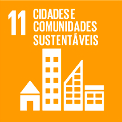 11 CIDADES E
COMUNIDADES
SUSTENTÁVEIS